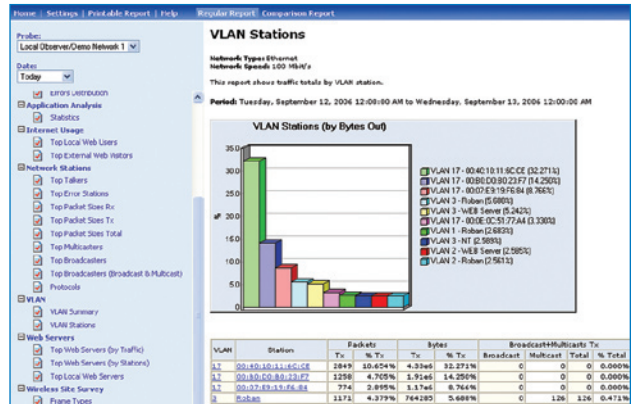 Home | Settings | Printable Report | Help
Regular Report Comparison Report
Probe:
Local Observer/Demo Network 1
Date:
Today
Errors Distribution
Application Analysis
Statistics
Internet Usage
Top Local Web Users
Top External Web Visitors
Network Stations
Top Talkers
Top Error Stations
Top Packet Sizes Rx
Top Packet Sizes Tx
Top Packet Sizes Total
Top Multicasters
Top Broadcasters
Top Broadcasters (Broadcast & Multicast)
Protocols
VLAN
VLAN Summary
VLAN Stations
Web Servers
Top Web Servers (by Traffic)
Top Web Servers (by Stations)
Top Local Web Servers
Wireless Site Survey
Frame Types
VLAN Stations
Network Type: Ethernet
Network Speed: 100 Mbit/s
This report shows traffic totals by VLAN station.
Period: Tuesday, September 12, 2006 12:00:00 AM to Wednesday, September 13, 2006 12:00:00 AM
VLAN Stations (by Bytes Out)
35.0
30.0
25.0
%
20.0
15.0
10.0
5.0
0
VLAN 17 - 00:40:10:11:6C:CE (32.271%)
VLAN 17 - 00:B0:D0:B0:23:F7 (14.250%)
VLAN 17 - 00:07:E9:19:F6:84 (8.766%)
VLAN 3 - Roban (5.688%)
VLAN 3 - WEB Server (5.242%)
VLAN 17 - 00:0E:0C:51:77:A4 (3.338%)
VLAN 1 - Roban (2.683%)
VLAN 3 - NT (2.589%)
VLAN 2 - WEB Server (2.585%)
VLAN 2 - Roban (2.561%)
VLAN Station Packets Bytes Broadcast+Multicasts Tx
Tx % Tx Tx % Tx Broadcast Multicast Total % Total
17 00:40:10:11:6C:CE 2849 10.654% 4.33e6 32.271% 0 0 0 0.000%
17 00:B0:D0:B0:23:F7 1258 4.705% 1.91e6 14.250% 0 0 0 0.000%
17 00:07:E9:19:F6:84 774 2.895% 1.17e6 8.766% 0 0 0 0.000%
3 Roban 1171 4.379% 764285 5.688% 0 126 126 0.471%